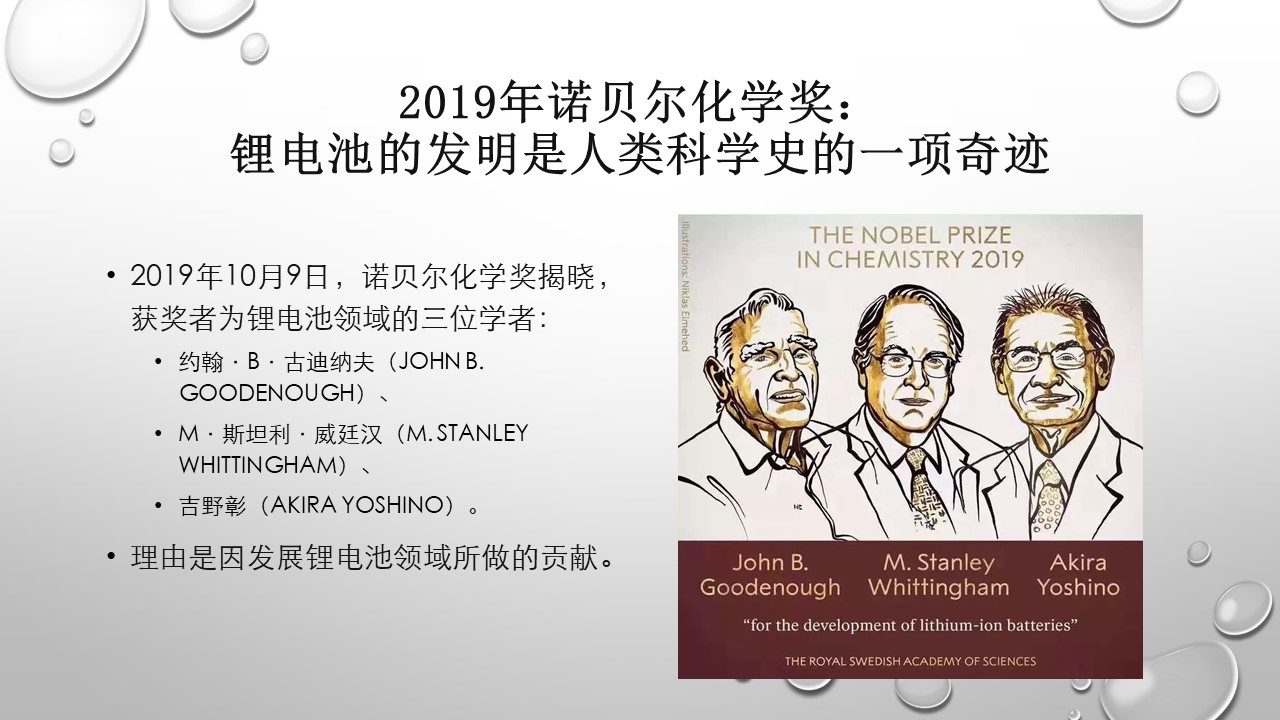 2019年诺贝尔化学奖：
锂电池的发明是人类科学史的一项奇迹
• 2019年10月9日，诺贝尔化学奖揭晓，
获奖者为锂电池领域的三位学者：
• 约翰·B·古迪纳夫（JOHN B.
GOODENOUGH）、
• M·斯坦利·威廷汉（M. STANLEY
WHITTINGHAM）、
• 吉野彰（AKIRA YOSHINO）。
• 理由是因发展锂电池领域所做的贡献。
Illustrations: Niklas Elmehed
THE NOBEL PRIZE
IN CHEMISTRY 2019
John B.
Goodenough
M. Stanley
Whittingham
Akira
Yoshino
“for the development of lithium-ion batteries”
THE ROYAL SWEDISH ACADEMY OF SCIENCES